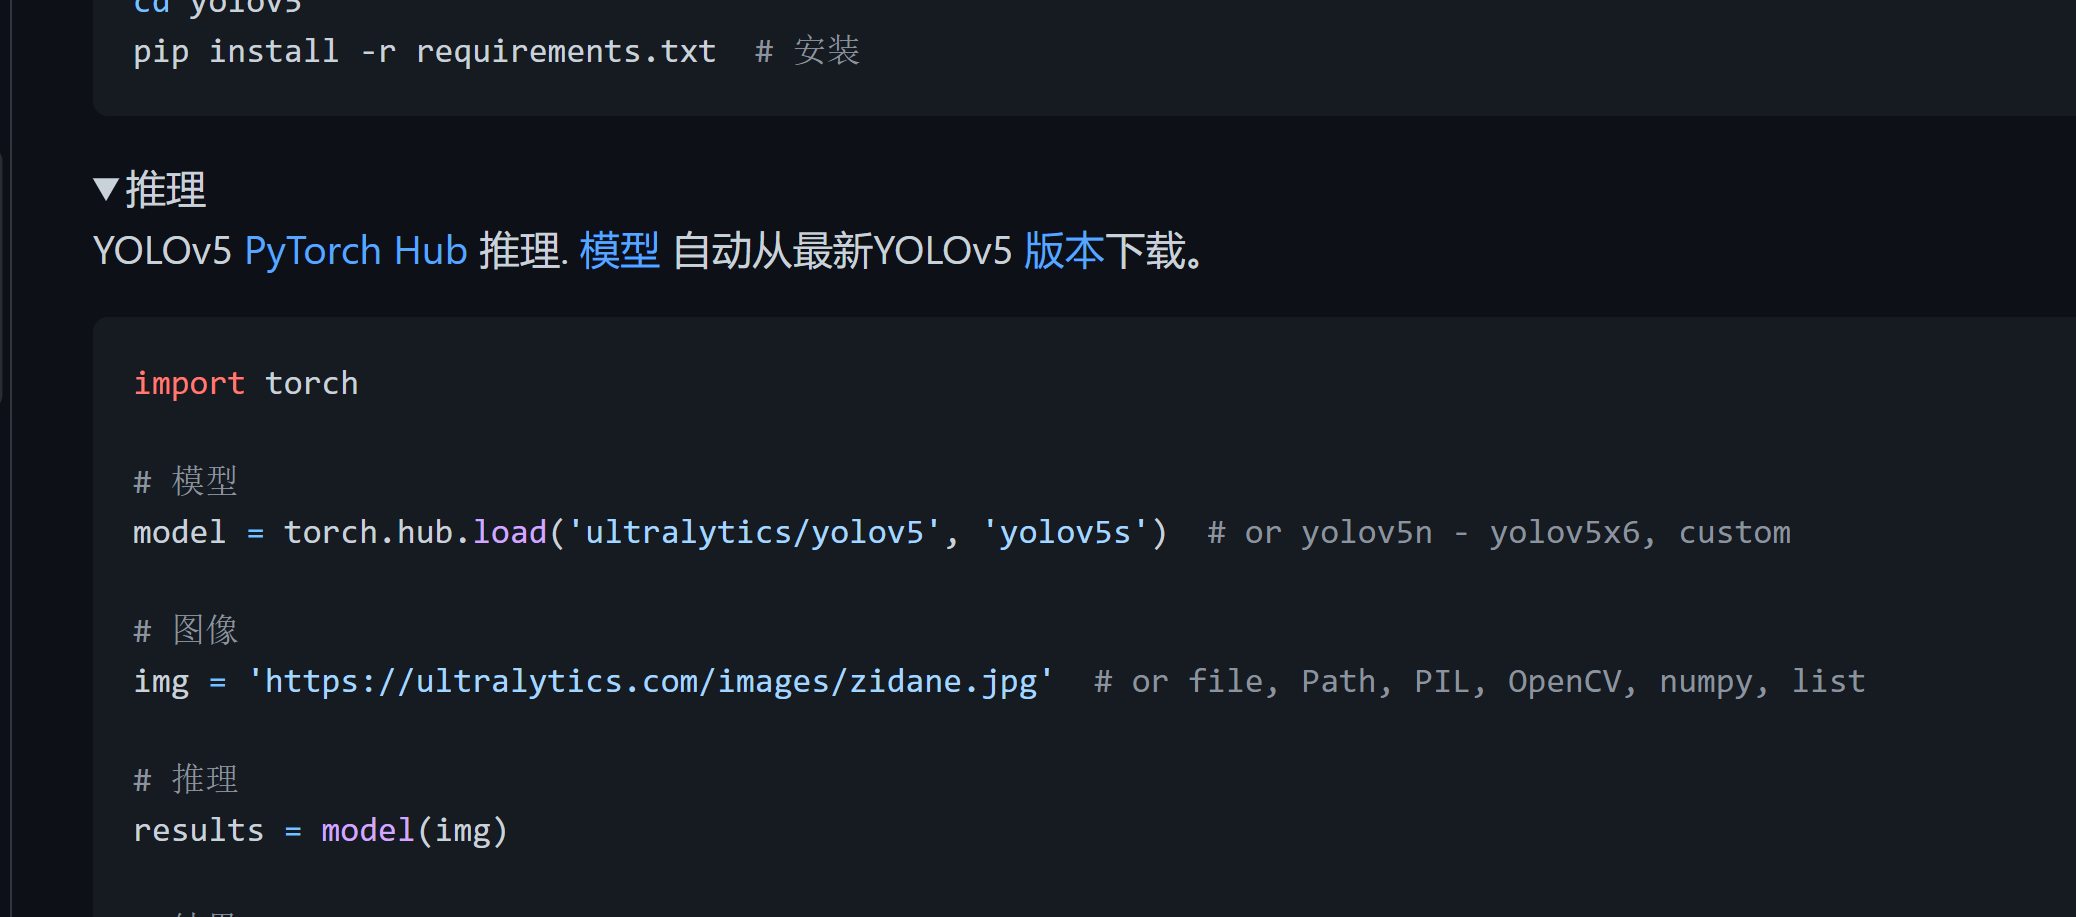 cd yolov5
pip install -r requirements.txt  # 安装
▼推理
YOLOv5 PyTorch Hub 推理. 模型 自动从最新YOLOv5 版本下载。
import torch
# 模型
model = torch.hub.load('ultralytics/yolov5', 'yolov5s')  # or yolov5n - yolov5x6, custom
# 图像
img = 'https://ultralytics.com/images/zidane.jpg'  # or file, Path, PIL, OpenCV, numpy, list
# 推理
results = model(img)